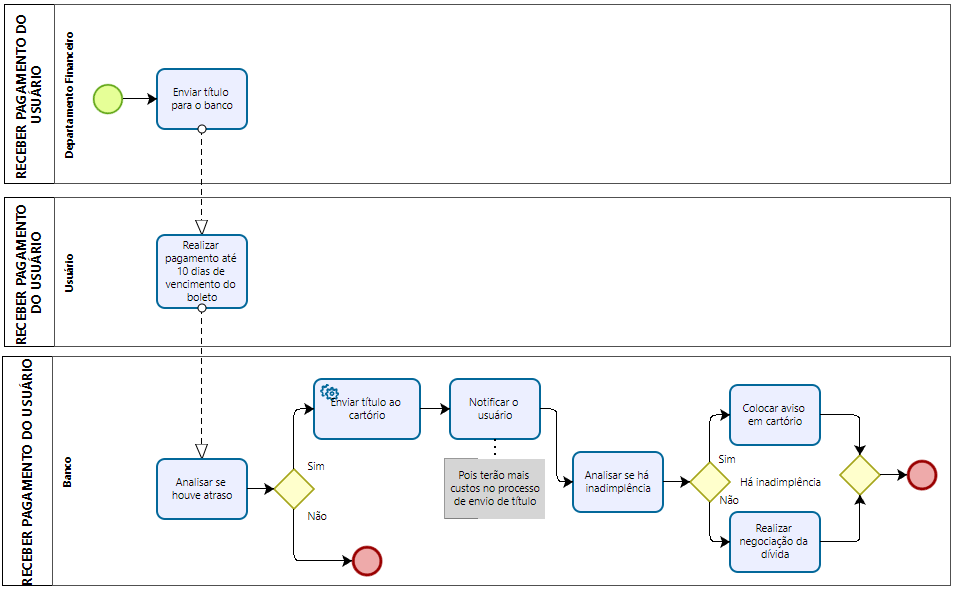 RECEBER PAGAMENTO DO
USUÁRIO
Departamento Financeiro
Enviar título
para o banco
RECEBER PAGAMENTO
DO USUÁRIO
Usuário
Realizar
pagamento até
10 dias de
vencimento do
boleto
RECEBER PAGAMENTO DO USUÁRIO
Banco
Analisar se
houve atraso
Sim
Não
Enviar título ao
cartório
Notificar o
usuário
Pois terão mais
custos no processo
de envio de título
Analisar se há
inadimplência
Sim
Há inadimplência
Não
Colocar aviso
em cartório
Realizar
negociação da
dívida